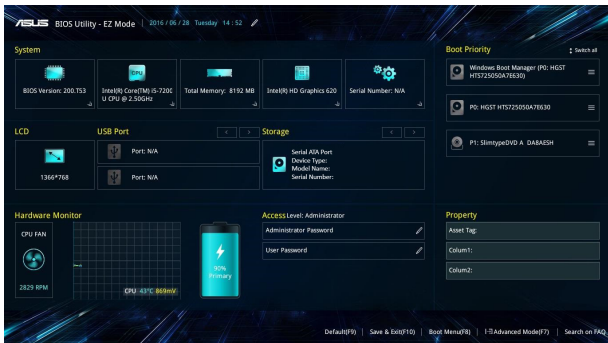 ASUS BIOS Utility - EZ Mode 2016 / 06 / 28 Tuesday 14 : 52
System
BIOS Version: 200.T53
CPU
Intel(R) Core(TM) i5-7200
U CPU @ 2.50GHz
Total Memory: 8192 MB
Intel(R) HD Graphics 620
Serial Number: N/A
Boot Priority
Switch all
Windows Boot Manager (P0: HGST
HTS725050A7E630)
P0: HGST HTS725050A7E630
P1: SlimtypeDVD A DA8AESH
LCD
1366*768
USB Port
Port: N/A
Port: N/A
Storage
Serial ATA Port
Device Type:
Model Name:
Serial Number:
Hardware Monitor
CPU FAN
2829 RPM
CPU 43°C 869mV
90%
Primary
Access Level: Administrator
Administrator Password
User Password
Property
Asset Tag:
Colum1:
Colum2:
Default(F9) | Save & Exit(F10) | Boot Menu(F8) | Advanced Mode(F7) | Search on FAQ